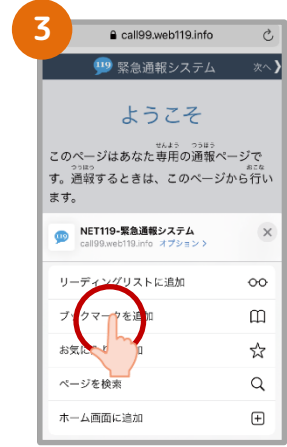 3
call99.web119.info
119 緊急通報システム 次へ
ようこそ
このページはあなた専用の通報ページで
す。通報するときは、このページから行い
ます。
119 NET119-緊急通報システム
call99.web119.info オプション
リーディングリストに追加
ブックマークを追加
お気に入り 加
ページを検索
ホーム画面に追加